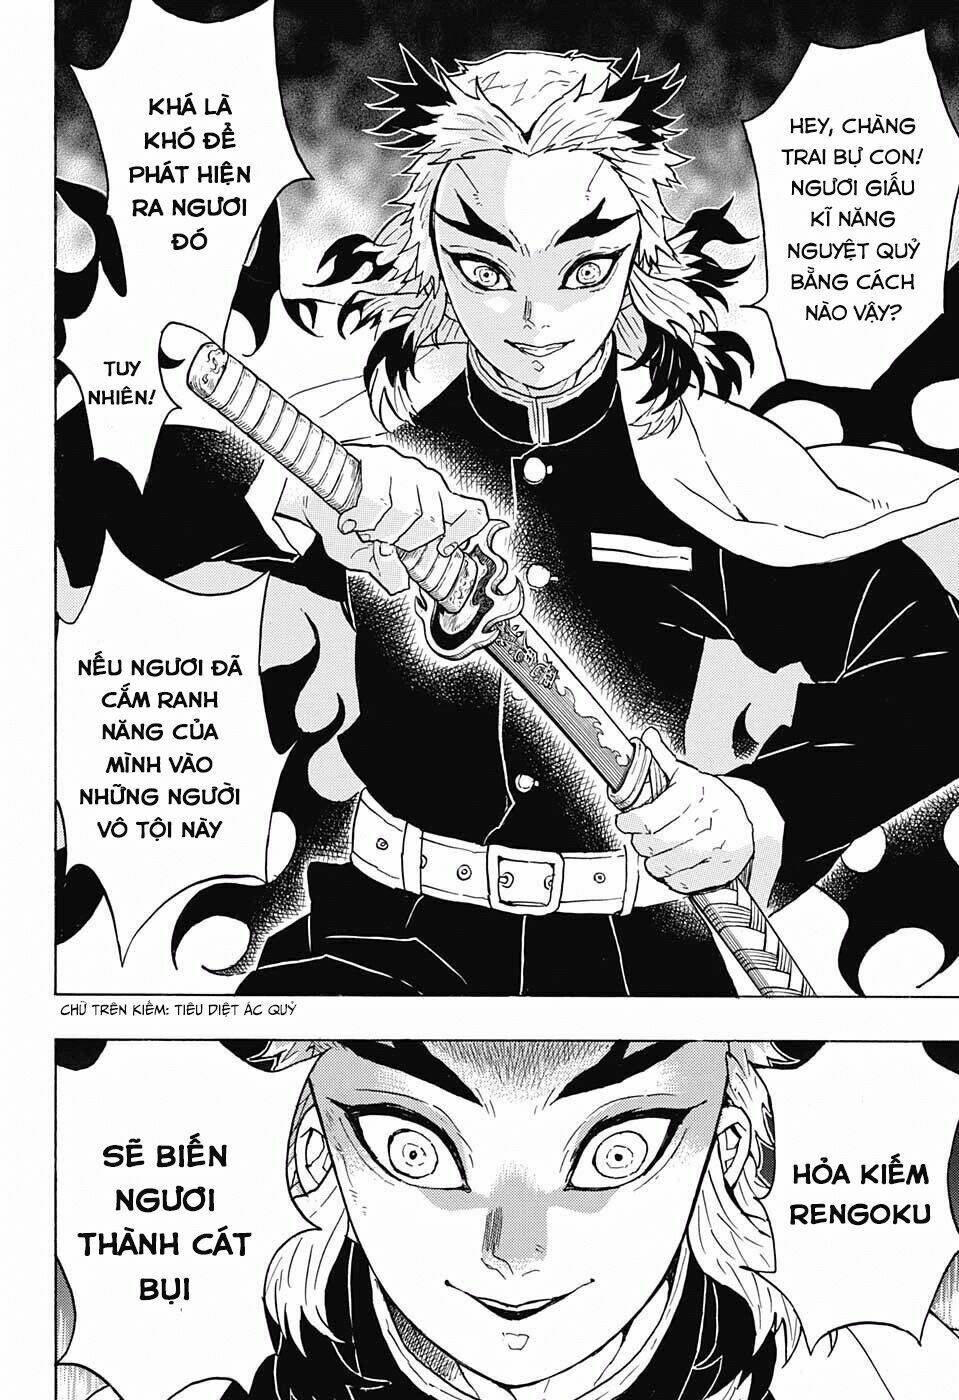 HEY, CHÀNG
TRAI BỰ CON!
NGƯƠI GIẤU
KĨ NĂNG
NGUYỆT QUỶ
BẰNG CÁCH
NÀO VẬY?
KHÁ LÀ
KHÓ ĐỂ
PHÁT HIỆN
RA NGƯƠI
ĐÓ
TUY
NHIÊN!
NẾU NGƯƠI ĐÃ
CẮM RANH
NĂNG CỦA
MÌNH VÀO
NHỮNG NGƯỜI
VÔ TỘI NÀY
CHỮ TRÊN KIẾM: TIÊU DIỆT ÁC QUỶ
HỎA KIẾM
RENGOKU
SẼ BIẾN
NGƯƠI
THÀNH CÁT
BỤI